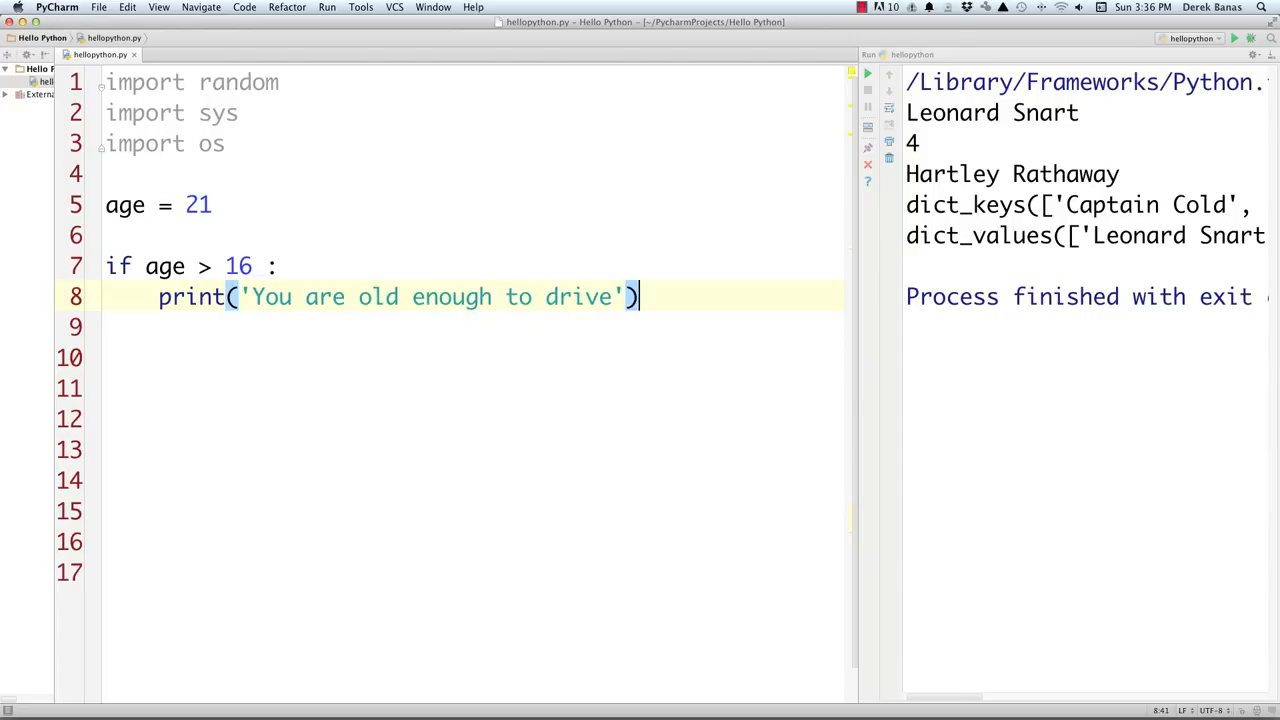 PyCharm File Edit View Navigate Code Refactor Run Tools VCS Window Help 10 Sun 3:36 PM Derek Banas
hellopython.py – Hello Python – [~/PycharmProjects/Hello Python]
Hello Python hellopython.py hellopython
hellopython.py
Run hellopython
Hello P
hello
Externa
1 import random
2 import sys
3 import os
4
5 age = 21
6
7 if age > 16 :
8 print('You are old enough to drive')
9
10
11
12
13
14
15
16
17
/Library/Frameworks/Python.
Leonard Snart
4
Hartley Rathaway
dict_keys(['Captain Cold',
dict_values(['Leonard Snart
Process finished with exit
8:41 LF UTF-8